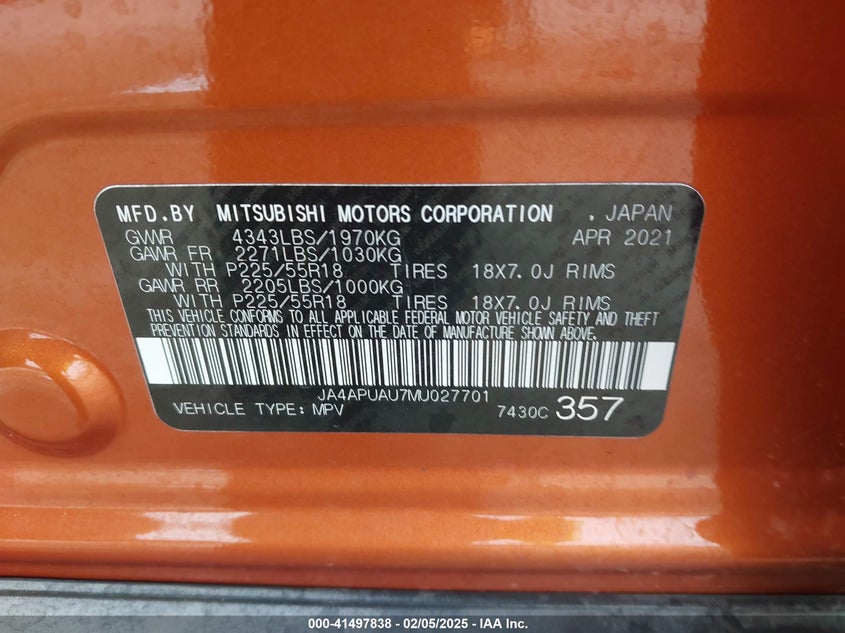 MFD.BY MITSUBISHI MOTORS CORPORATION . JAPAN
GVWR 4343LBS/1970KG APR 2021
GAWR FR 2271LBS/1030KG
WITH P225/55R18 TIRES 18X7.0J RIMS
GAWR RR 2205LBS/1000KG
WITH P225/55R18 TIRES 18X7.0J RIMS
THIS VEHICLE CONFORMS TO ALL APPLICABLE FEDERAL MOTOR VEHICLE SAFETY AND THEFT
PREVENTION STANDARDS IN EFFECT ON THE DATE OF MANUFACTURE SHOWN ABOVE.
JA4APUAU7MU027701
VEHICLE TYPE: MPV 7430C 357
000-41497838 - 02/05/2025 - IAA Inc.